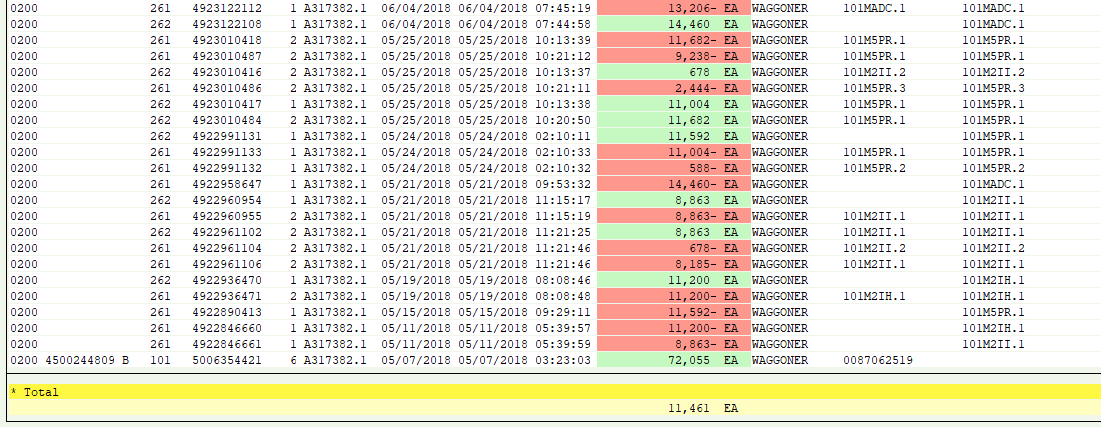 0200 261 4923122112 1 A317382.1 06/04/2018 06/04/2018 07:45:19 13,206- EA WAGGONER 101MADC.1 101MADC.1
0200 262 4923122108 1 A317382.1 06/04/2018 06/04/2018 07:44:58 14,460 EA WAGGONER 101MADC.1 101MADC.1
0200 261 4923010418 2 A317382.1 05/25/2018 05/25/2018 10:13:39 11,682- EA WAGGONER 101M5PR.1 101M5PR.1
0200 261 4923010487 2 A317382.1 05/25/2018 05/25/2018 10:21:12 9,238- EA WAGGONER 101M5PR.1 101M5PR.1
0200 262 4923010416 2 A317382.1 05/25/2018 05/25/2018 10:13:37 678 EA WAGGONER 101M2II.2 101M2II.2
0200 261 4923010486 2 A317382.1 05/25/2018 05/25/2018 10:21:11 2,444- EA WAGGONER 101M5PR.3 101M5PR.3
0200 262 4923010417 1 A317382.1 05/25/2018 05/25/2018 10:13:38 11,004 EA WAGGONER 101M5PR.1 101M5PR.1
0200 262 4923010484 2 A317382.1 05/25/2018 05/25/2018 10:20:50 11,682 EA WAGGONER 101M5PR.1 101M5PR.1
0200 262 4922991131 1 A317382.1 05/24/2018 05/24/2018 02:10:11 11,592 EA WAGGONER 101M5PR.1
0200 261 4922991133 1 A317382.1 05/24/2018 05/24/2018 02:10:33 11,004- EA WAGGONER 101M5PR.1 101M5PR.1
0200 261 4922991132 1 A317382.1 05/24/2018 05/24/2018 02:10:32 588- EA WAGGONER 101M5PR.2 101M5PR.2
0200 261 4922958647 1 A317382.1 05/21/2018 05/21/2018 09:53:32 14,460- EA WAGGONER 101MADC.1
0200 262 4922960954 1 A317382.1 05/21/2018 05/21/2018 11:15:17 8,863 EA WAGGONER 101M2II.1
0200 261 4922960955 2 A317382.1 05/21/2018 05/21/2018 11:15:19 8,863- EA WAGGONER 101M2II.1 101M2II.1
0200 262 4922961102 2 A317382.1 05/21/2018 05/21/2018 11:21:25 8,863 EA WAGGONER 101M2II.1 101M2II.1
0200 261 4922961104 2 A317382.1 05/21/2018 05/21/2018 11:21:46 678- EA WAGGONER 101M2II.2 101M2II.2
0200 261 4922961106 2 A317382.1 05/21/2018 05/21/2018 11:21:46 8,185- EA WAGGONER 101M2II.1 101M2II.1
0200 262 4922936470 1 A317382.1 05/19/2018 05/19/2018 08:08:46 11,200 EA WAGGONER 101M2IH.1
0200 261 4922936471 2 A317382.1 05/19/2018 05/19/2018 08:08:48 11,200- EA WAGGONER 101M2IH.1 101M2IH.1
0200 261 4922890413 1 A317382.1 05/15/2018 05/15/2018 09:29:11 11,592- EA WAGGONER 101M5PR.1
0200 261 4922846660 1 A317382.1 05/11/2018 05/11/2018 05:39:57 11,200- EA WAGGONER 101M2IH.1
0200 261 4922846661 1 A317382.1 05/11/2018 05/11/2018 05:39:59 8,863- EA WAGGONER 101M2II.1
0200 4500244809 B 101 5006354421 6 A317382.1 05/07/2018 05/07/2018 03:23:03 72,055 EA WAGGONER 0087062519
* Total
11,461 EA